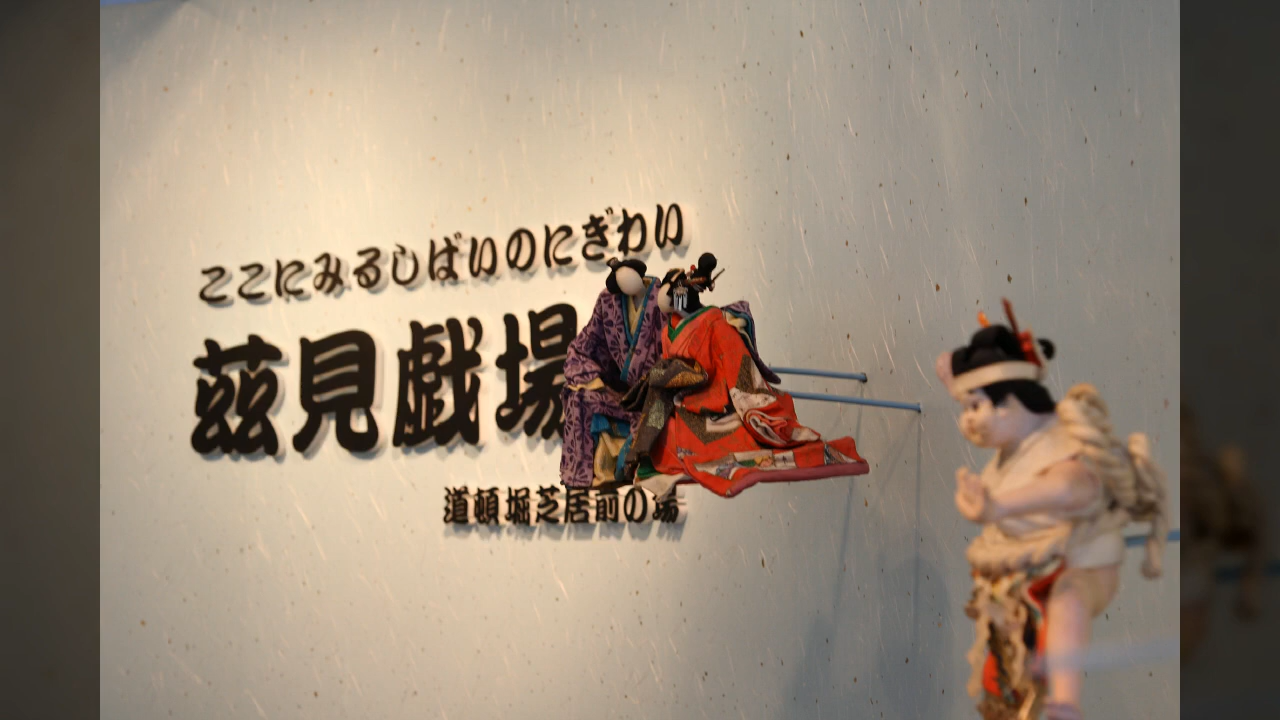 ここにみるしばいのにぎわい
茲見戯場
道頓堀芝居前の場